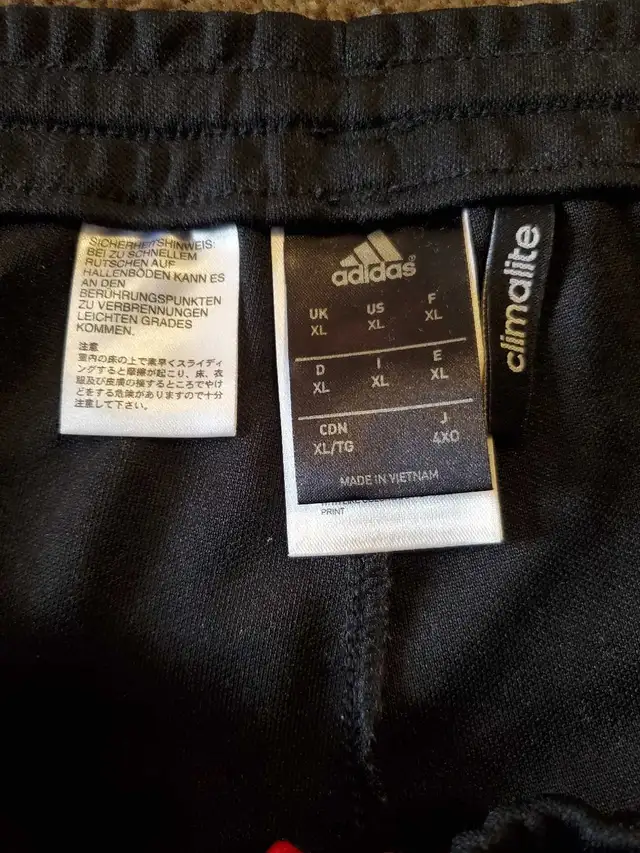 SICHERHEITSHINWEIS:
BEI ZU SCHNELLEM
RUTSCHEN AUF
HALLENBÖDEN KANN ES
AN DEN
BERÜHRUNGSPUNKTEN
ZU VERBRENNUNGEN
LEICHTEN GRADES
KOMMEN.
注意
室内の床の上で素早くスライディ
ングすると摩擦が起こり、床、衣
服及び皮膚の接するところでやけ
どをする危険がありますので十分
注意して下さい。
adidas®
UK US F
XL XL XL
D I E
XL XL XL
CDN J
XL/TG 4XO
MADE IN VIETNAM
PRINT
climalite